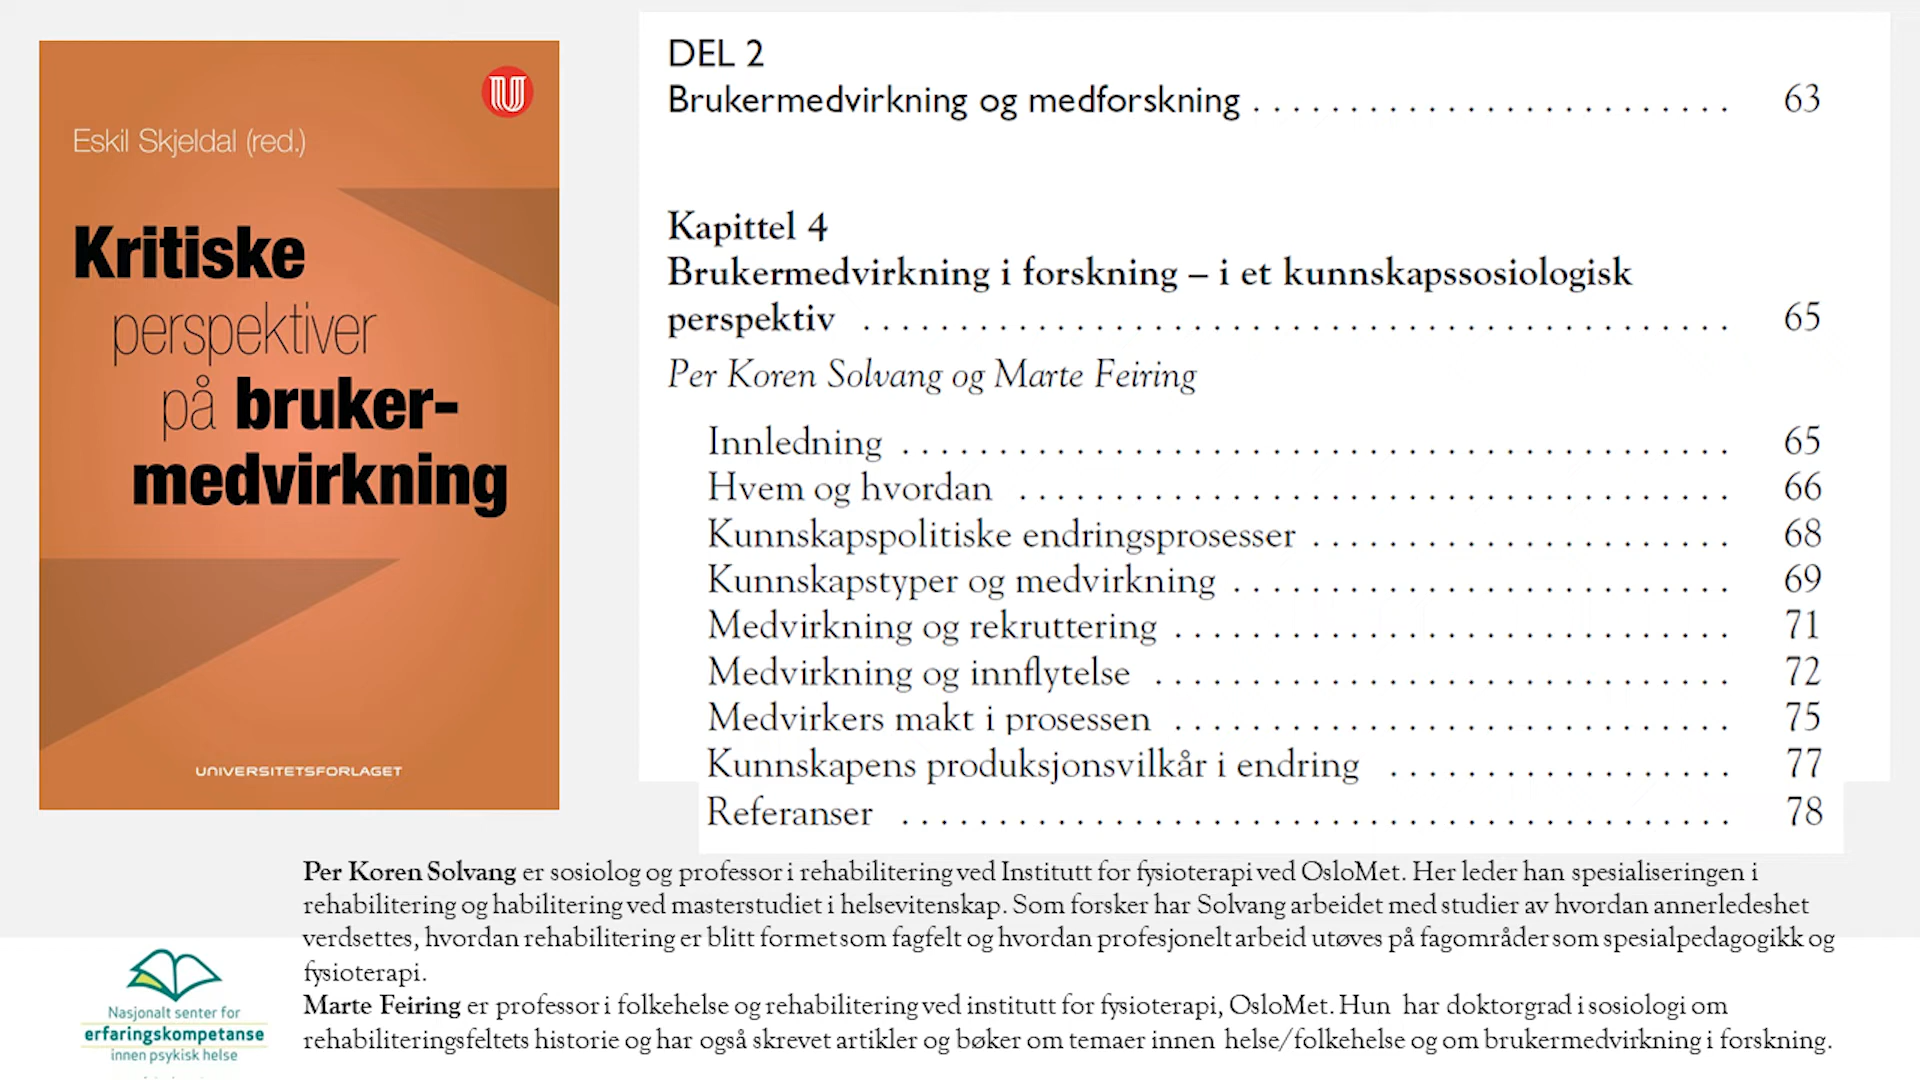 Eskil Skjeldal (red.)
Kritiske
perspektiver
på bruker-
medvirkning
UNIVERSITETSFORLAGET
DEL 2
Brukermedvirkning og medforskning . . . . . . . . . . . . . . . . . . . . . . . . . 63
Kapittel 4
Brukermedvirkning i forskning – i et kunnskapssosiologisk
perspektiv . . . . . . . . . . . . . . . . . . . . . . . . . . . . . . . . . . . . . . . . . . . . . 65
Per Koren Solvang og Marte Feiring
Innledning . . . . . . . . . . . . . . . . . . . . . . . . . . . . . . . . . . . . . . . . . . . 65
Hvem og hvordan . . . . . . . . . . . . . . . . . . . . . . . . . . . . . . . . . . . . . 66
Kunnskapspolitiske endringsprosesser . . . . . . . . . . . . . . . . . . . . . . 68
Kunnskapstyper og medvirkning . . . . . . . . . . . . . . . . . . . . . . . . . . 69
Medvirkning og rekruttering . . . . . . . . . . . . . . . . . . . . . . . . . . . . . 71
Medvirkning og innflytelse . . . . . . . . . . . . . . . . . . . . . . . . . . . . . . 72
Medvirkers makt i prosessen . . . . . . . . . . . . . . . . . . . . . . . . . . . . . 75
Kunnskapens produksjonsvilkår i endring . . . . . . . . . . . . . . . . . . 77
Referanser . . . . . . . . . . . . . . . . . . . . . . . . . . . . . . . . . . . . . . . . . . . 78
Per Koren Solvang er sosiolog og professor i rehabilitering ved Institutt for fysioterapi ved OsloMet. Her leder han spesialiseringen i
rehabilitering og habilitering ved masterstudiet i helsevitenskap. Som forsker har Solvang arbeidet med studier av hvordan annerledeshet
verdsettes, hvordan rehabilitering er blitt formet som fagfelt og hvordan profesjonelt arbeid utøves på fagområder som spesialpedagogikk og
fysioterapi.
Marte Feiring er professor i folkehelse og rehabilitering ved institutt for fysioterapi, OsloMet. Hun har doktorgrad i sosiologi om
rehabiliteringsfeltets historie og har også skrevet artikler og bøker om temaer innen helse/folkehelse og om brukermedvirkning i forskning.
Nasjonalt senter for
erfaringskompetanse
innen psykisk helse